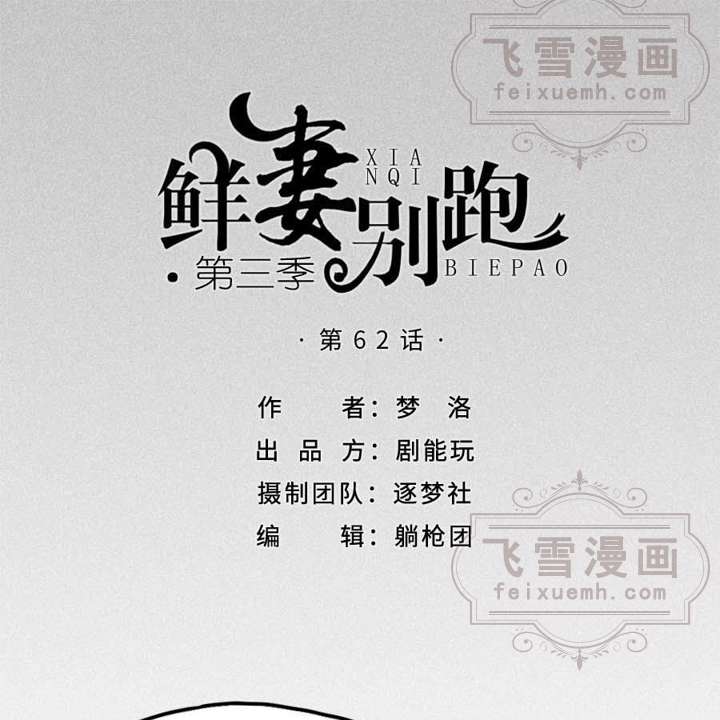 飞雪漫画
feixuemh.com
鲜妻别跑
XIA
NQI
BIEPAO
·第三季
·第62话·
作者：梦洛
出品方：剧能玩
摄制团队：逐梦社
编辑：躺枪团
飞雪漫画
feixuemh.com